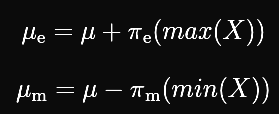 μₑ = μ + πₑ(max(X))
μₘ = μ − πₘ(min(X))